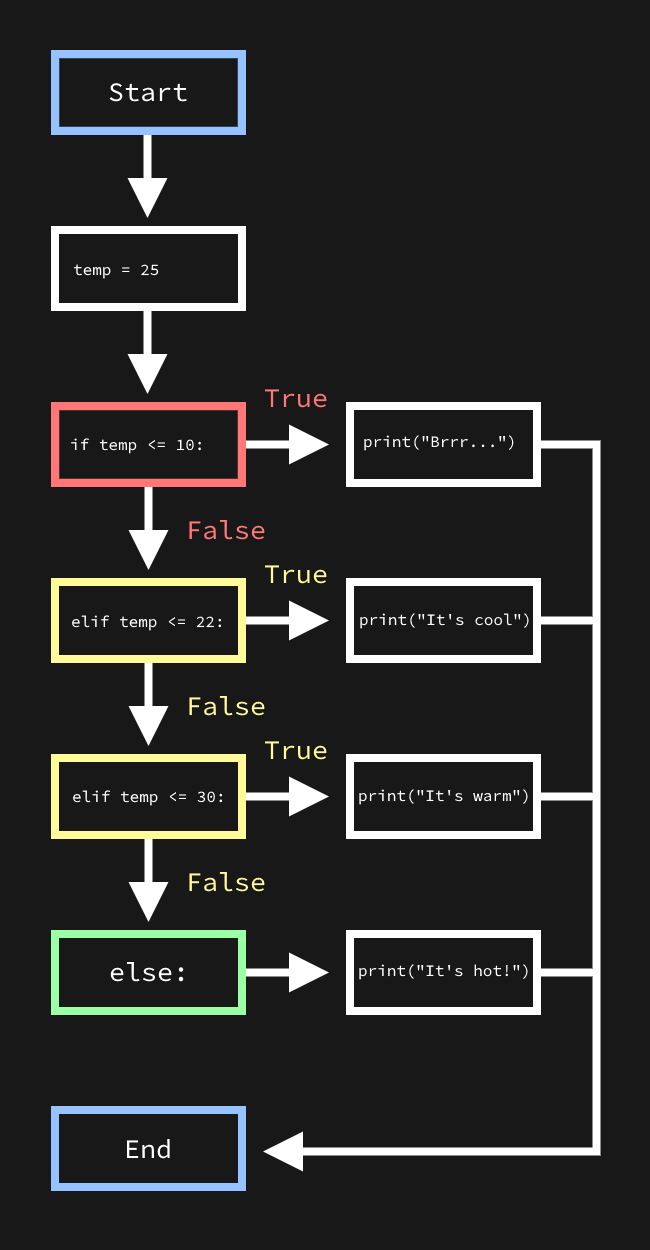 Start
temp = 25
True
if temp <= 10:
print("Brrr...")
False
True
elif temp <= 22:
print("It's cool")
False
True
elif temp <= 30:
print("It's warm")
False
else:
print("It's hot!")
End